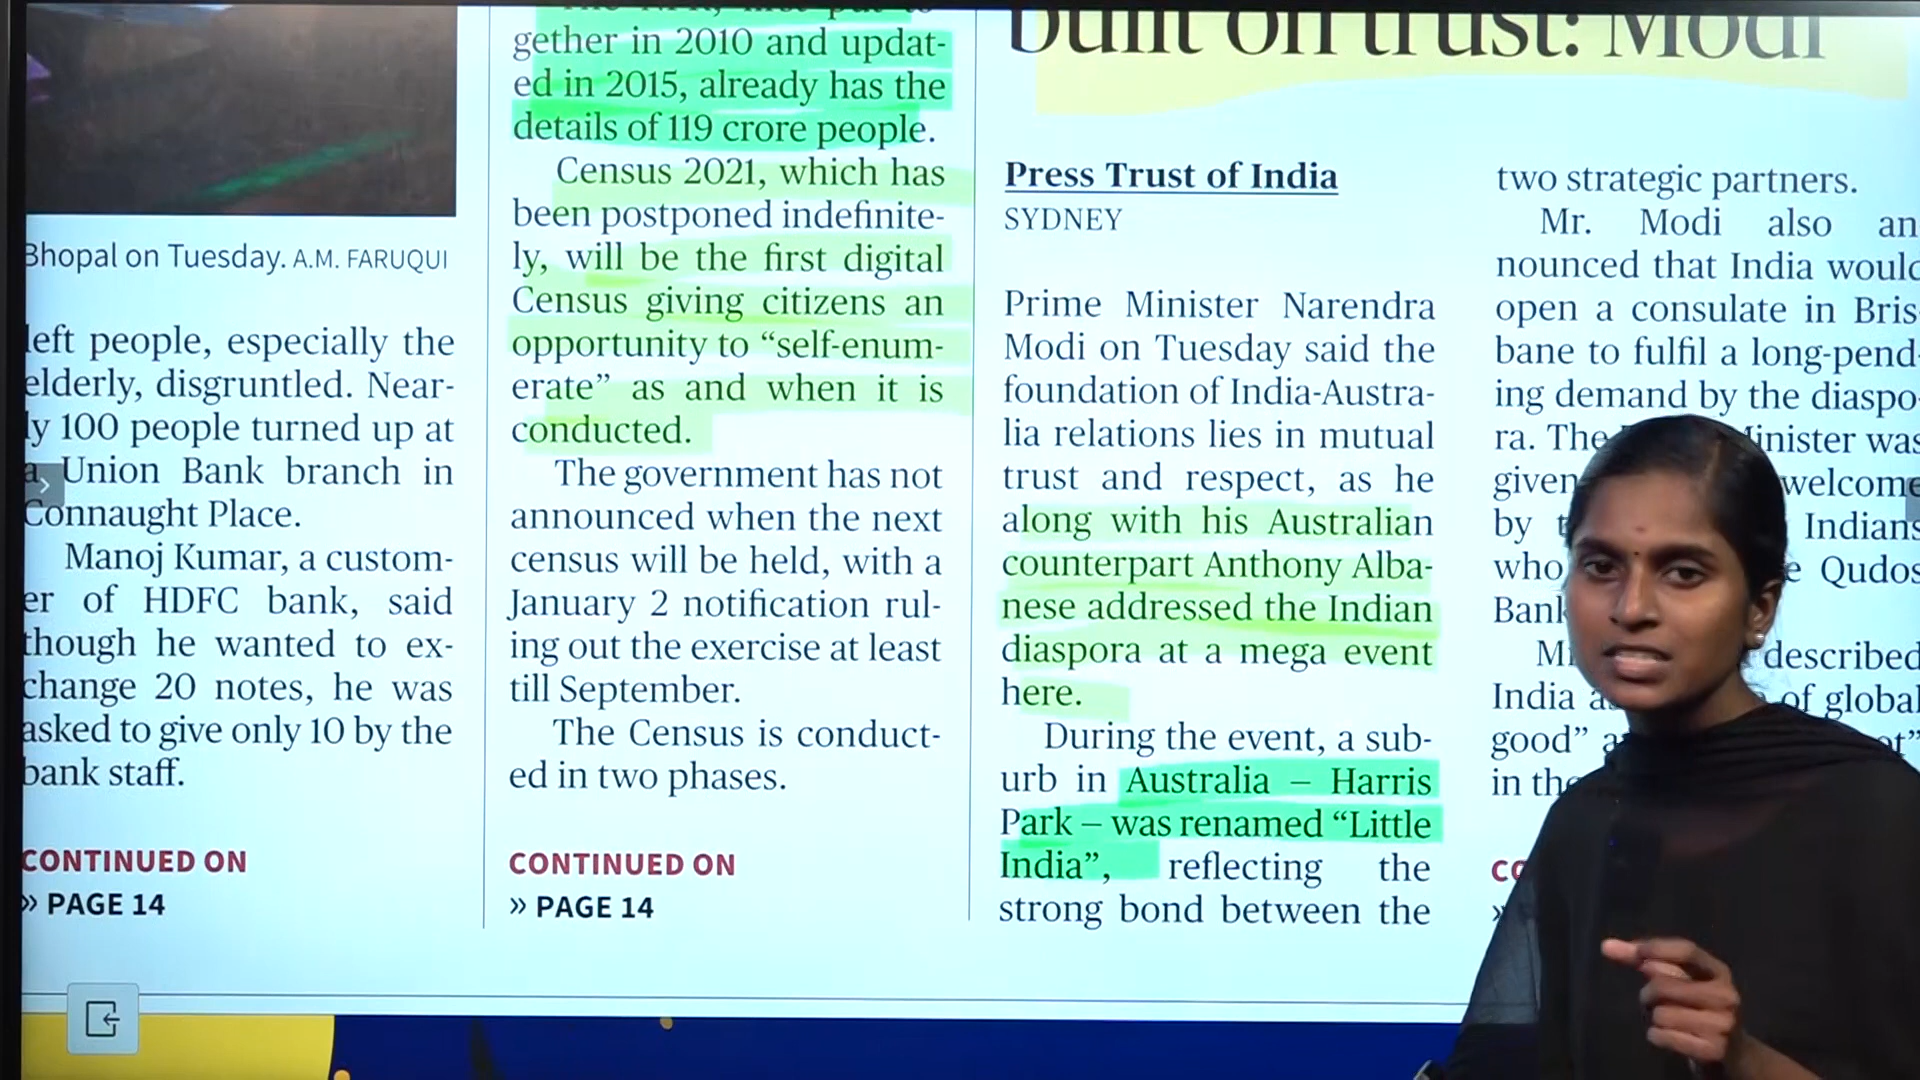 Bhopal on Tuesday. A.M. FARUQUI
left people, especially the
elderly, disgruntled. Near-
ly 100 people turned up at
a Union Bank branch in
Connaught Place.
Manoj Kumar, a custom-
er of HDFC bank, said
though he wanted to ex-
change 20 notes, he was
asked to give only 10 by the
bank staff.
CONTINUED ON
» PAGE 14
The NPR, first put to-
gether in 2010 and updat-
ed in 2015, already has the
details of 119 crore people.
Census 2021, which has
been postponed indefinite-
ly, will be the first digital
Census giving citizens an
opportunity to “self-enum-
erate” as and when it is
conducted.
The government has not
announced when the next
census will be held, with a
January 2 notification rul-
ing out the exercise at least
till September.
The Census is conduct-
ed in two phases.
CONTINUED ON
» PAGE 14
built on trust: Modi
Press Trust of India
SYDNEY
Prime Minister Narendra
Modi on Tuesday said the
foundation of India-Austra-
lia relations lies in mutual
trust and respect, as he
along with his Australian
counterpart Anthony Alba-
nese addressed the Indian
diaspora at a mega event
here.
During the event, a sub-
urb in Australia – Harris
Park – was renamed “Little
India”, reflecting the
strong bond between the
two strategic partners.
Mr. Modi also an
nounced that India would
open a consulate in Bris-
bane to fulfil a long-pend-
ing demand by the diaspo-
ra. The Minister was
given welcome
by Indians
who Qudos
Bank
described
India of global
good”
in the